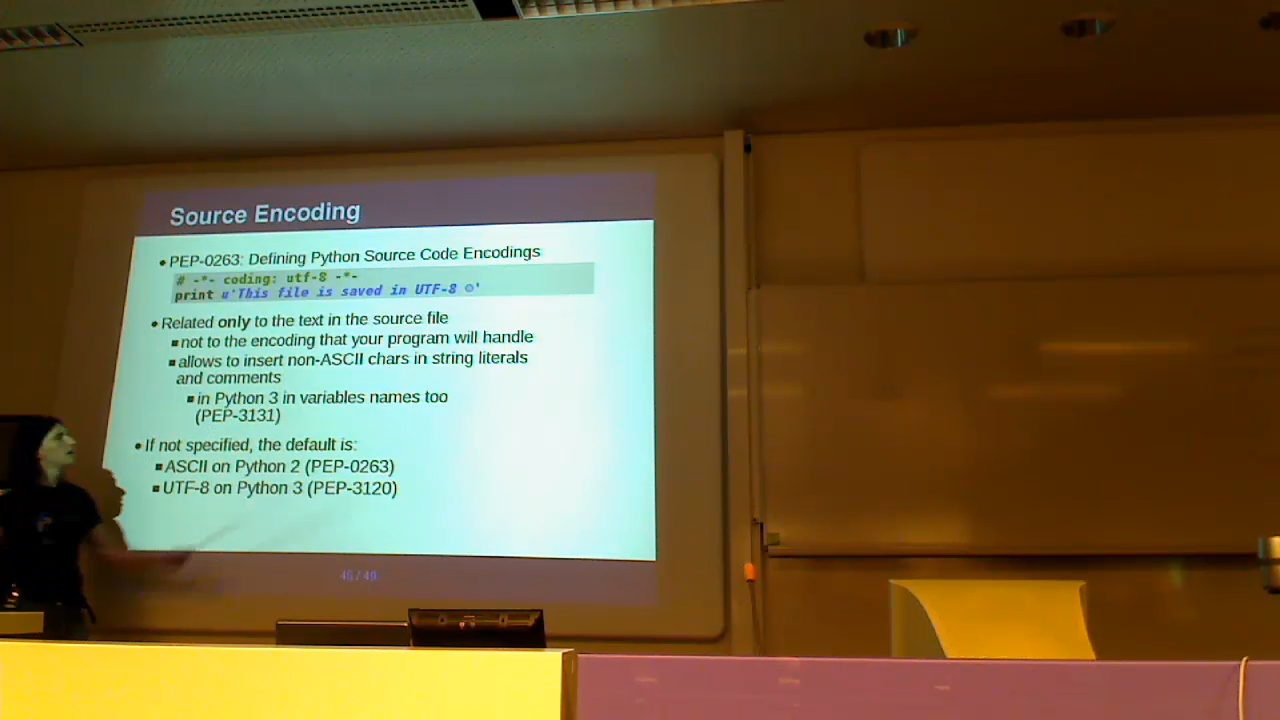 Source Encoding
• PEP-0263: Defining Python Source Code Encodings
# -*- coding: utf-8 -*-
print u'This file is saved in UTF-8 ☺'
• Related only to the text in the source file
▪ not to the encoding that your program will handle
▪ allows to insert non-ASCII chars in string literals
and comments
▪ in Python 3 in variables names too
(PEP-3131)
• If not specified, the default is:
▪ ASCII on Python 2 (PEP-0263)
▪ UTF-8 on Python 3 (PEP-3120)